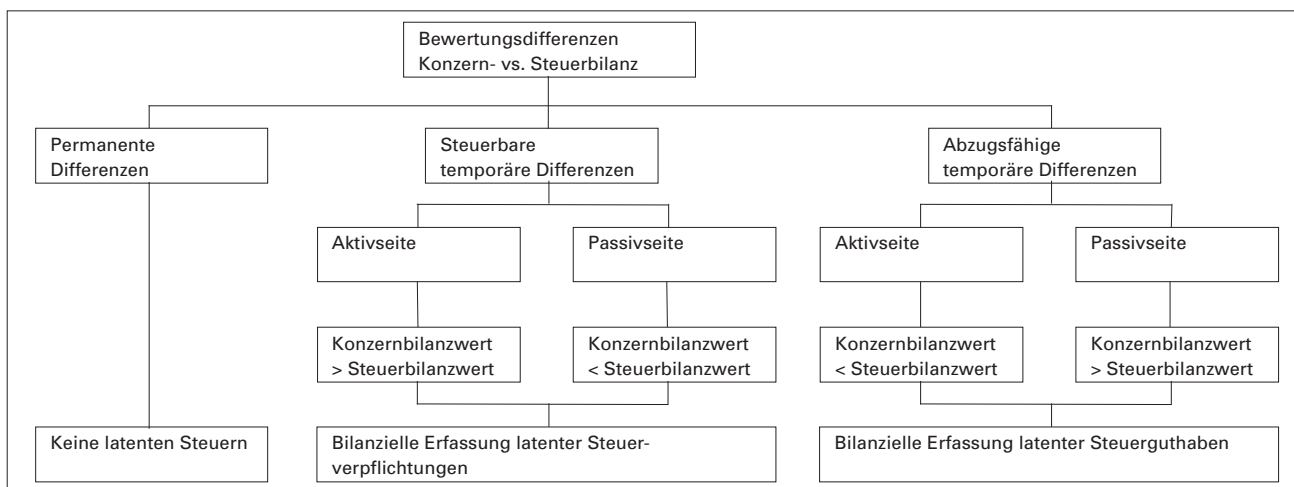 Bewertungsdifferenzen
Konzern- vs. Steuerbilanz
Permanente
Differenzen
Steuerbare
temporäre Differenzen
Abzugsfähige
temporäre Differenzen
Aktivseite
Passivseite
Aktivseite
Passivseite
Konzernbilanzwert
> Steuerbilanzwert
Konzernbilanzwert
< Steuerbilanzwert
Konzernbilanzwert
< Steuerbilanzwert
Konzernbilanzwert
> Steuerbilanzwert
Keine latenten Steuern
Bilanzielle Erfassung latenter Steuer-
verpflichtungen
Bilanzielle Erfassung latenter Steuerguthaben